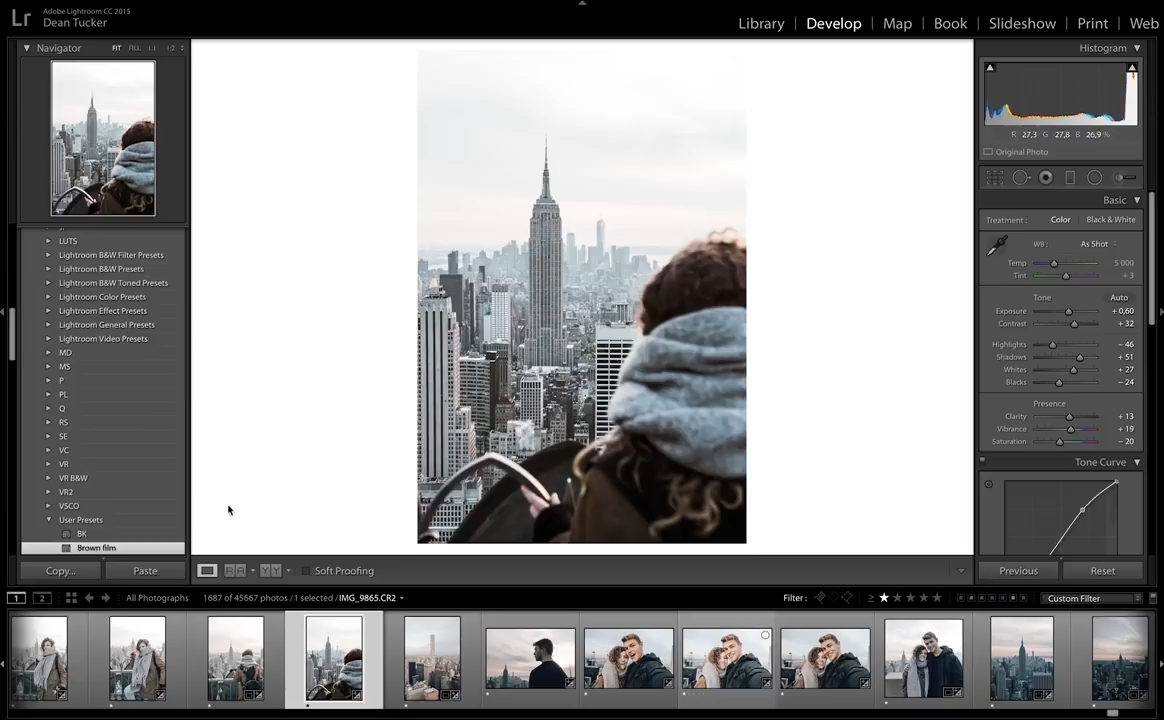 Lr
Adobe Lightroom CC 2015
Dean Tucker
Library | Develop | Map | Book | Slideshow | Print | Web
Navigator FIT FILL 1:1 1:2
LUTS
Lightroom B&W Filter Presets
Lightroom B&W Presets
Lightroom B&W Toned Presets
Lightroom Color Presets
Lightroom Effect Presets
Lightroom General Presets
Lightroom Video Presets
MD
MS
P
PL
Q
RS
SE
VC
VR
VR B&W
VR2
VSCO
User Presets
BK
Brown film
Copy... Paste
Soft Proofing
Histogram
R 27,3 G 27,8 B 26,9 %
Original Photo
Basic
Treatment : Color Black & White
WB : As Shot
Temp 5 000
Tint + 3
Tone Auto
Exposure + 0,60
Contrast + 32
Highlights – 46
Shadows + 51
Whites + 27
Blacks – 24
Presence
Clarity + 13
Vibrance + 19
Saturation – 20
Tone Curve
Previous Reset
1 2 All Photographs 1687 of 45667 photos / 1 selected / IMG_9865.CR2
Filter : ≥ ★★★★★ Custom Filter